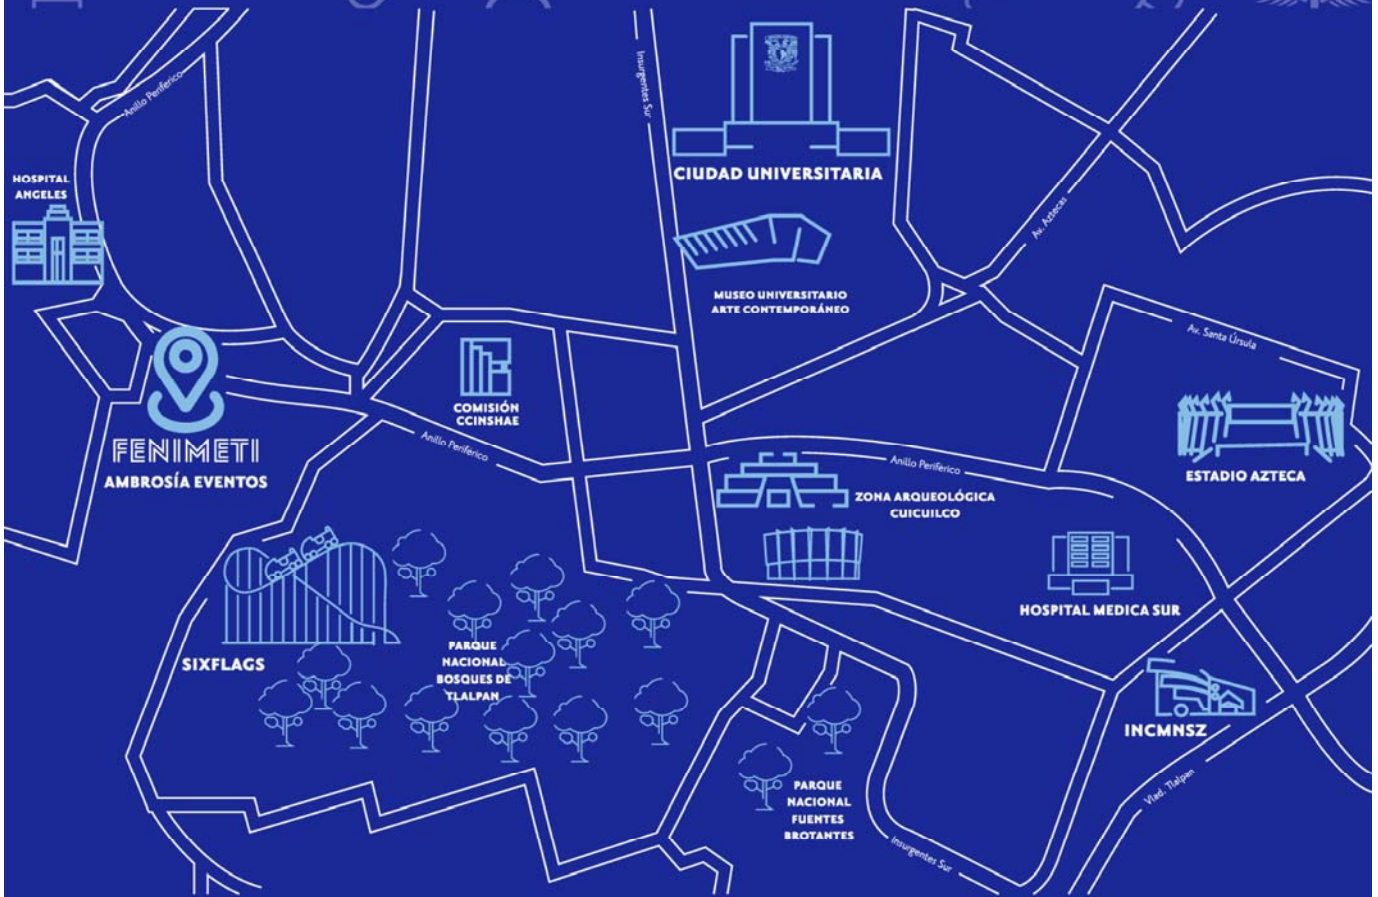 Anillo Periferico
Insurgentes Sur
CIUDAD UNIVERSITARIA
HOSPITAL
ANGELES
Av. Aztecas
MUSEO UNIVERSITARIO
ARTE CONTEMPORÁNEO
Av. Santa Úrsula
COMISIÓN
CCINSHAE
Anillo Periférico
FENIMETI
AMBROSÍA EVENTOS
Anillo Periférico
ESTADIO AZTECA
ZONA ARQUEOLÓGICA
CUICUILCO
HOSPITAL MEDICA SUR
SIXFLAGS
PARQUE
NACIONAL
BOSQUES DE
TLALPAN
INCMNSZ
PARQUE
NACIONAL
FUENTES
BROTANTES
Vlad. Tlalpan
Insurgentes Sur